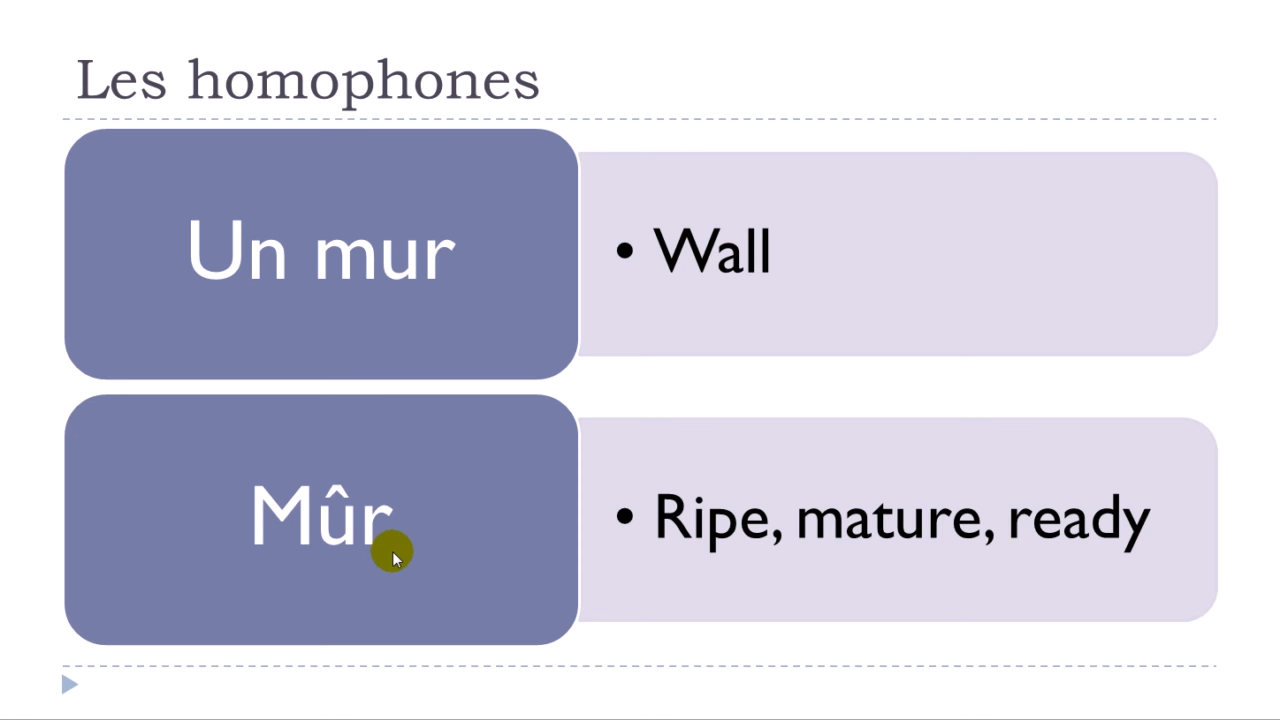 Les homophones
Un mur
• Wall
Mûr
• Ripe, mature, ready